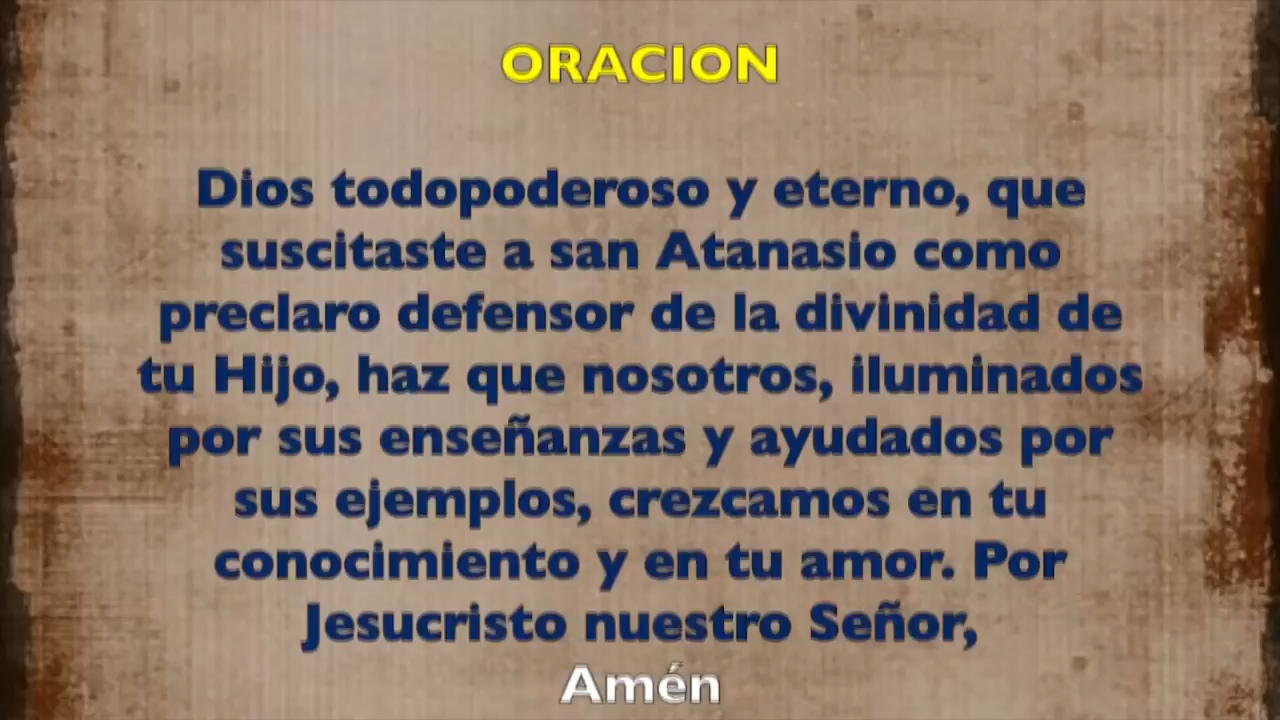 ORACION
Dios todopoderoso y eterno, que
suscitaste a san Atanasio como
preclaro defensor de la divinidad de
tu Hijo, haz que nosotros, iluminados
por sus enseñanzas y ayudados por
sus ejemplos, crezcamos en tu
conocimiento y en tu amor. Por
Jesucristo nuestro Señor,
Amén